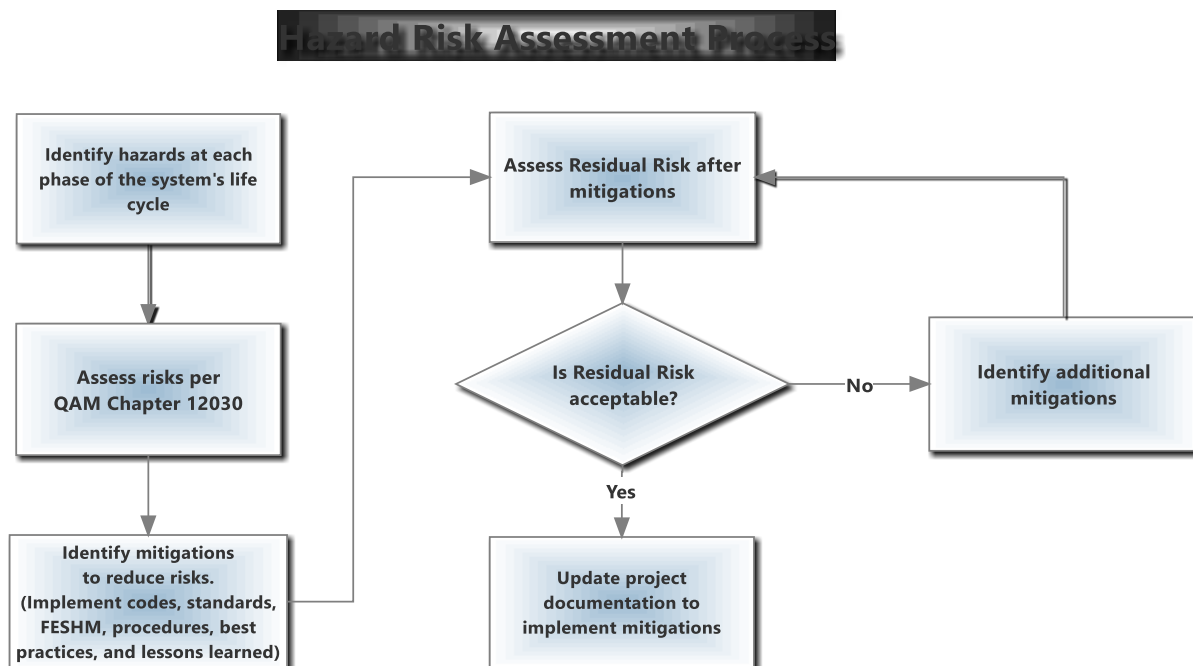 Hazard Risk Assessment Process
Identify hazards at each
phase of the system's life
cycle
Assess risks per
QAM Chapter 12030
Identify mitigations
to reduce risks.
(Implement codes, standards,
FESHM, procedures, best
practices, and lessons learned)
Assess Residual Risk after
mitigations
Is Residual Risk
acceptable?
No
Identify additional
mitigations
Yes
Update project
documentation to
implement mitigations